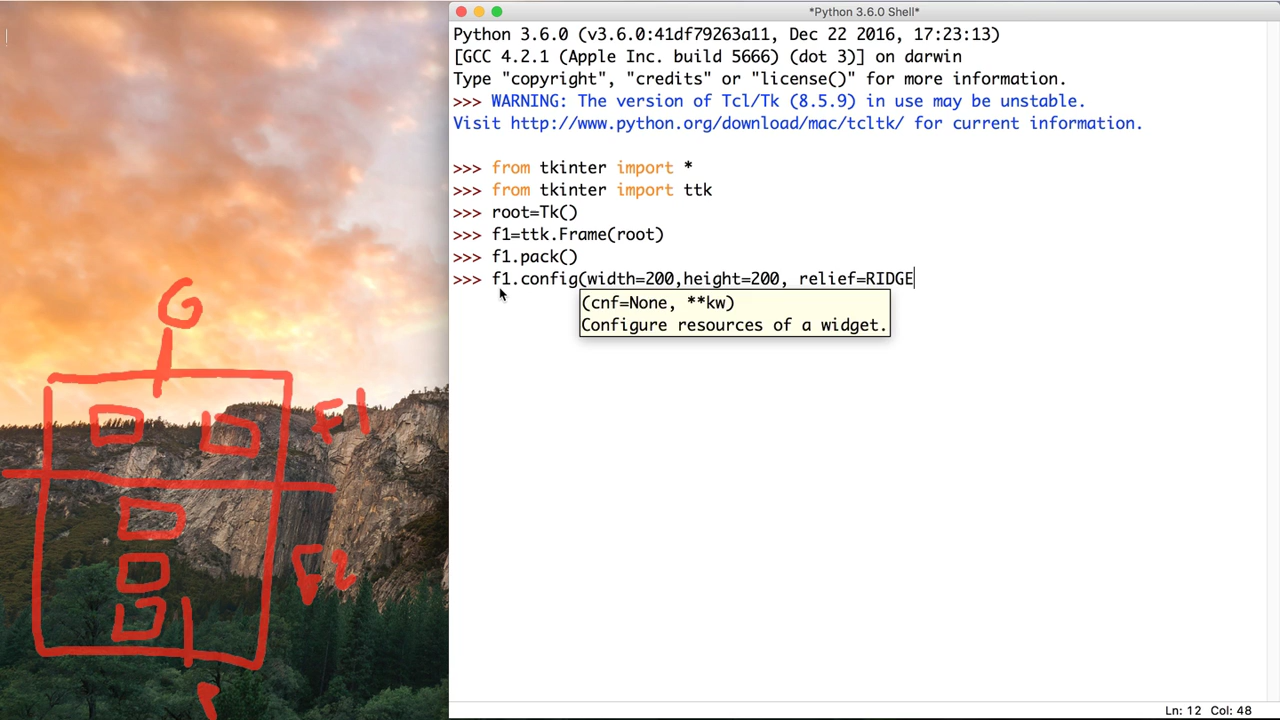 *Python 3.6.0 Shell*
Python 3.6.0 (v3.6.0:41df79263a11, Dec 22 2016, 17:23:13)
[GCC 4.2.1 (Apple Inc. build 5666) (dot 3)] on darwin
Type "copyright", "credits" or "license()" for more information.
>>> WARNING: The version of Tcl/Tk (8.5.9) in use may be unstable.
Visit http://www.python.org/download/mac/tcltk/ for current information.
>>> from tkinter import *
>>> from tkinter import ttk
>>> root=Tk()
>>> f1=ttk.Frame(root)
>>> f1.pack()
>>> f1.config(width=200,height=200, relief=RIDGE
(cnf=None, **kw)
Configure resources of a widget.
G
F1
F2
Ln: 12 Col: 48